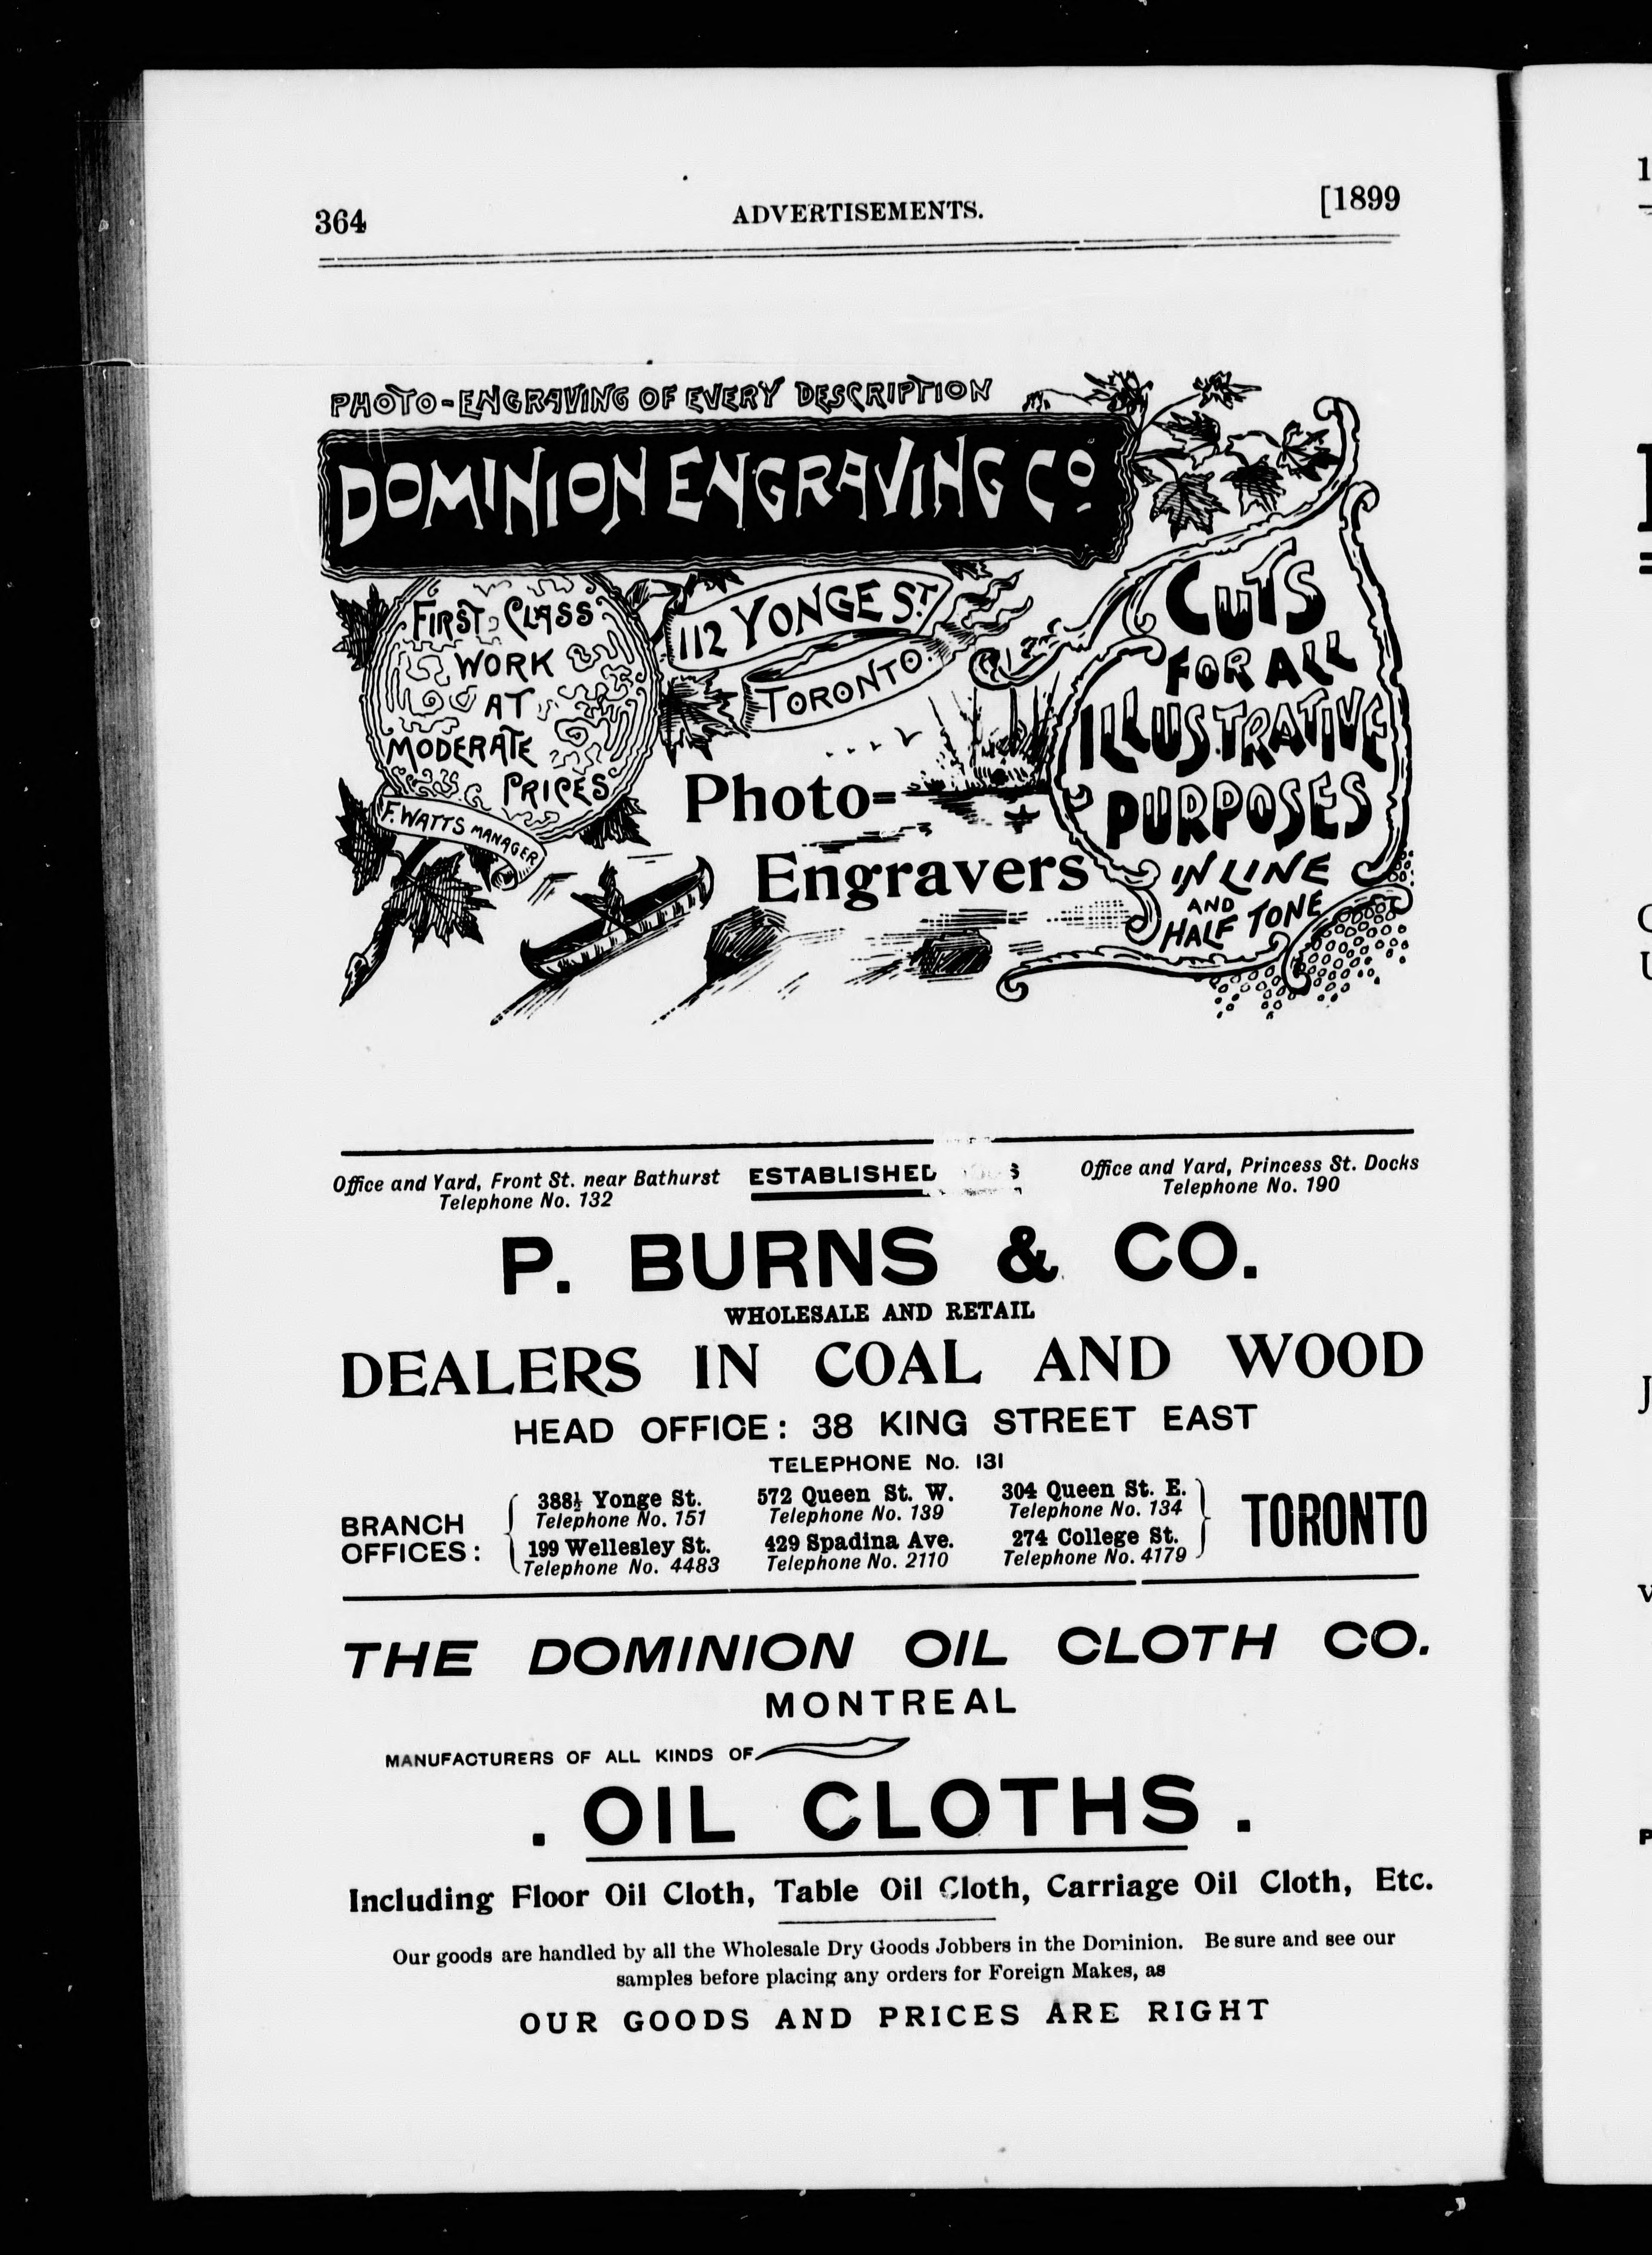 364
ADVERTISEMENTS.
[1899
PHOTO-ENGRAVING OF EVERY DESCRIPTION
DOMINION ENGRAVING CO.
FIRST-CLASS
WORK
AT
MODERATE
PRICES
F. WATTS MANAGER
112 YONGE ST.
TORONTO.
Photo=
Engravers
CUTS
FOR ALL
ILLUSTRATIVE
PURPOSES
IN LINE
AND
HALF TONE
Office and Yard, Front St. near Bathurst
Telephone No. 132
ESTABLISHED
Office and Yard, Princess St. Docks
Telephone No. 190
P. BURNS & CO.
WHOLESALE AND RETAIL
DEALERS IN COAL AND WOOD
HEAD OFFICE: 38 KING STREET EAST
TELEPHONE No. 131
BRANCH
OFFICES:
388½ Yonge St.
Telephone No. 151
199 Wellesley St.
Telephone No. 4483
572 Queen St. W.
Telephone No. 139
429 Spadina Ave.
Telephone No. 2110
304 Queen St. E.
Telephone No. 134
274 College St.
Telephone No. 4179
TORONTO
THE DOMINION OIL CLOTH CO.
MONTREAL
MANUFACTURERS OF ALL KINDS OF
. OIL CLOTHS .
Including Floor Oil Cloth, Table Oil Cloth, Carriage Oil Cloth, Etc.
Our goods are handled by all the Wholesale Dry Goods Jobbers in the Dominion. Be sure and see our
samples before placing any orders for Foreign Makes, as
OUR GOODS AND PRICES ARE RIGHT